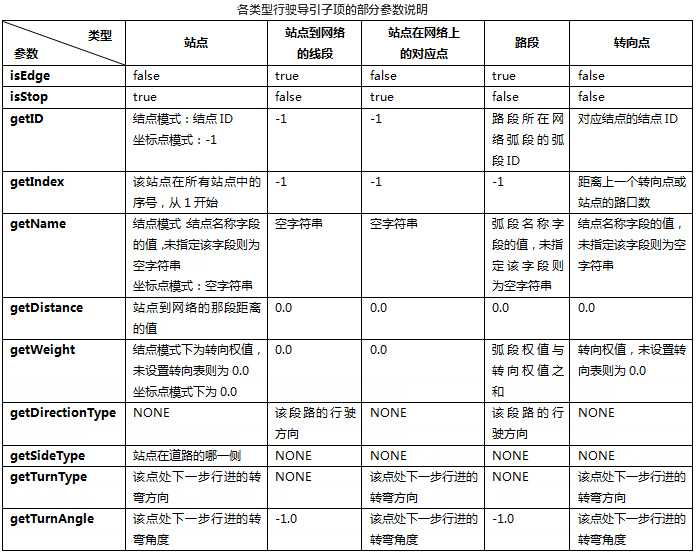 各类型行驶导引子项的部分参数说明
类型
参数
站点
站点到网络
的线段
站点在网络上
的对应点
路段
转向点
isEdge
false
true
false
true
false
isStop
true
false
true
false
false
getID
结点模式：结点 ID
坐标点模式：-1
-1
-1
路段所在网
络弧段的弧
段 ID
对应结点的结点 ID
getIndex
该站点在所有站点中的
序号，从 1 开始
-1
-1
-1
距离上一个转向点或
站点的路口数
getName
结点模式：结点名称字段
的值，未指定该字段则为
空字符串
坐标点模式：空字符串
空字符串
空字符串
弧段名称字
段的值，未指
定该字段则
为空字符串
结点名称字段的值，
未指定该字段则为空
字符串
getDistance
站点到网络的那段距离
的值
0.0
0.0
0.0
0.0
getWeight
结点模式下为转向权值，
未设置转向表则为 0.0
坐标点模式下为 0.0
0.0
0.0
弧段权值与
转向权值之
和
转向权值，未设置转
向表则为 0.0
getDirectionType
NONE
该段路的行驶
方向
NONE
该段路的行
驶方向
NONE
getSideType
站点在道路的哪一侧
NONE
NONE
NONE
NONE
getTurnType
该点处下一步行进的转
弯方向
NONE
该点处下一步行进的
转弯方向
NONE
该点处下一步行进的
转弯方向
getTurnAngle
该点处下一步行进的转
弯角度
-1.0
该点处下一步行进的
转弯角度
-1.0
该点处下一步行进的
转弯角度